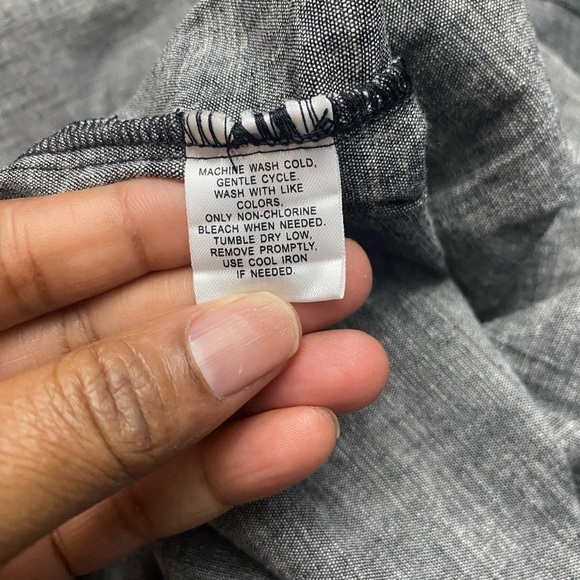 MACHINE WASH COLD,
GENTLE CYCLE.
WASH WITH LIKE
COLORS,
ONLY NON-CHLORINE
BLEACH WHEN NEEDED.
TUMBLE DRY LOW,
REMOVE PROMPTLY,
USE COOL IRON
IF NEEDED.